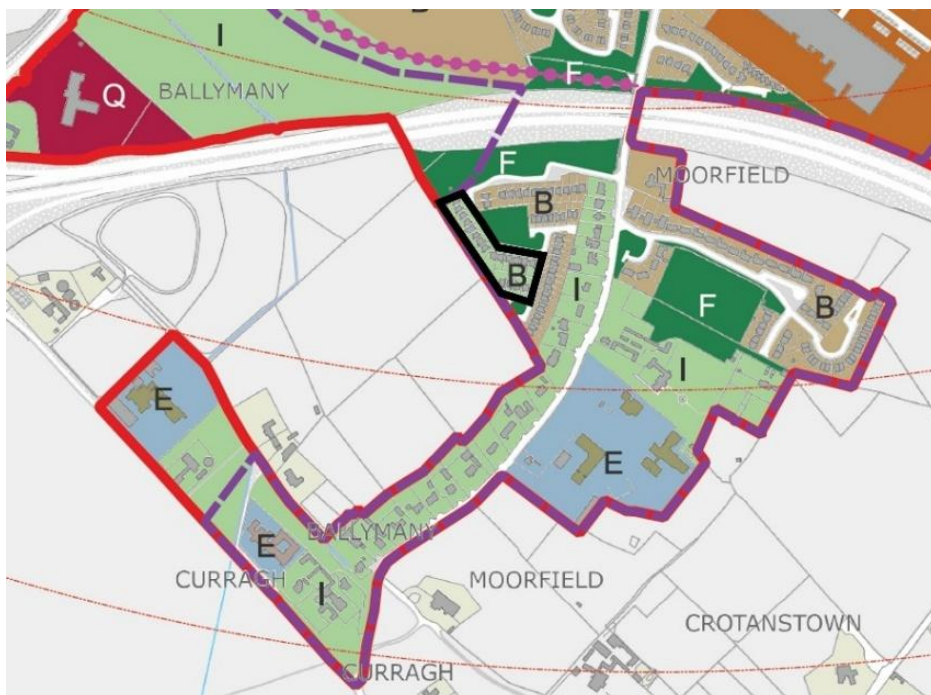 I
F
Q
BALLYMANY
F
MOORFIELD
B
B
I
F
B
I
E
E
BALLYMANY
E
CURRAGH
I
MOORFIELD
CROTANSTOWN
CURRAGH